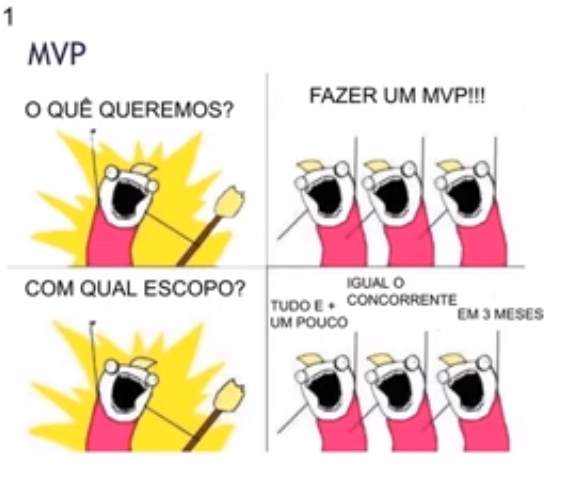 1
MVP
O QUÊ QUEREMOS?
FAZER UM MVP!!!
COM QUAL ESCOPO?
TUDO E +
UM POUCO
IGUAL O
CONCORRENTE
EM 3 MESES